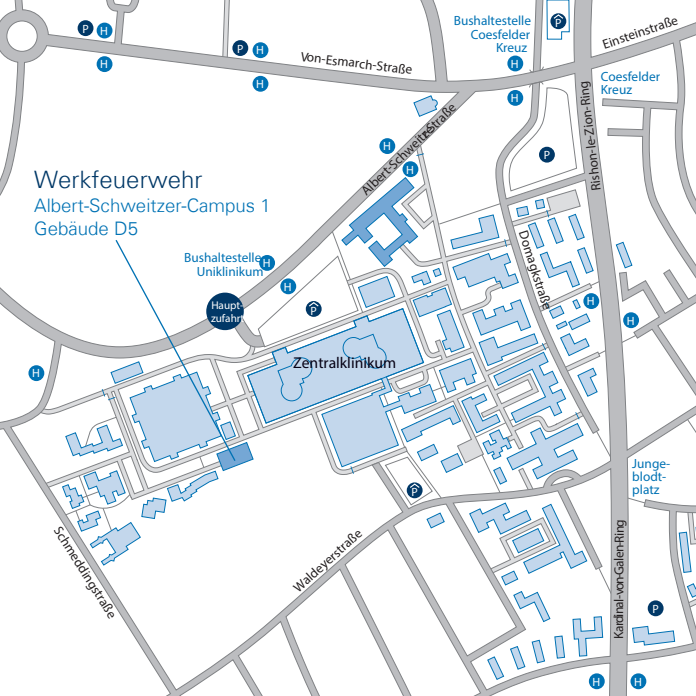 Bushaltestelle
Coesfelder
Kreuz
Einsteinstraße
Von-Esmarch-Straße
Coesfelder
Kreuz
Rishon-le-Zion-Ring
Albert-Schweitzer-Straße
Werkfeuerwehr
Albert-Schweitzer-Campus 1
Gebäude D5
Bushaltestelle
Uniklinikum
Domagkstraße
Haupt-
zufahrt
Zentralklinikum
Junge-
blodt-
platz
Schmeddingstraße
Waldeyerstraße
Kardinal-von-Galen-Ring
P
H
H
P
H
H
P
H
H
P
H
H
H
H
P
H
H
H
P
P
H
H